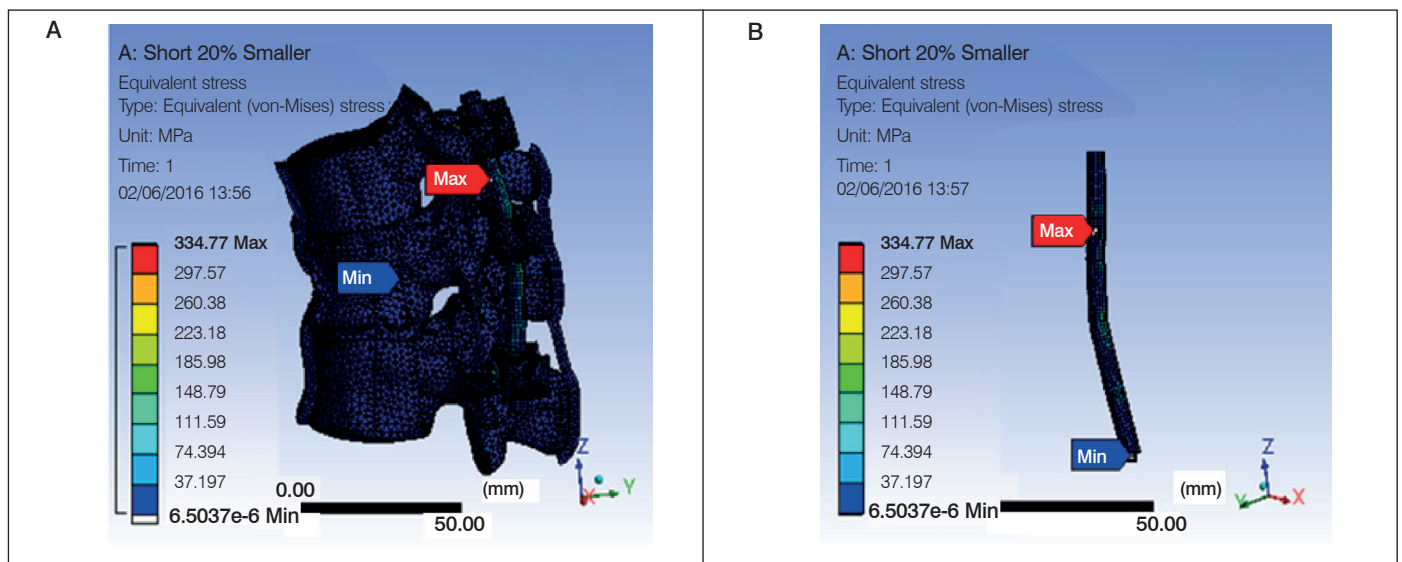 A
A: Short 20% Smaller
Equivalent stress
Type: Equivalent (von-Mises) stress
Unit: MPa
Time: 1
02/06/2016 13:56
Max
Min
334.77 Max
297.57
260.38
223.18
185.98
148.79
111.59
74.394
37.197
6.5037e-6 Min
0.00
50.00
(mm)
Z
Y
X
B
A: Short 20% Smaller
Equivalent stress
Type: Equivalent (von-Mises) stress
Unit: MPa
Time: 1
02/06/2016 13:57
Max
Min
334.77 Max
297.57
260.38
223.18
185.98
148.79
111.59
74.394
37.197
6.5037e-6 Min
50.00
(mm)
Z
Y
X